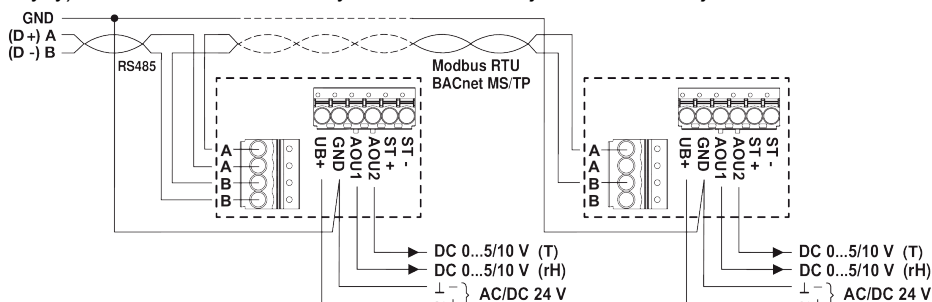 GND
(D+) A
(D -) B
RS485
Modbus RTU
BACnet MS/TP
UB+
GND
AOU1
AOU2
ST +
ST -
A
A
B
B
DC 0...5/10 V (T)
DC 0...5/10 V (rH)
AC/DC 24 V
UB+
GND
AOU1
AOU2
ST +
ST -
A
A
B
B
DC 0...5/10 V (T)
DC 0...5/10 V (rH)
AC/DC 24 V